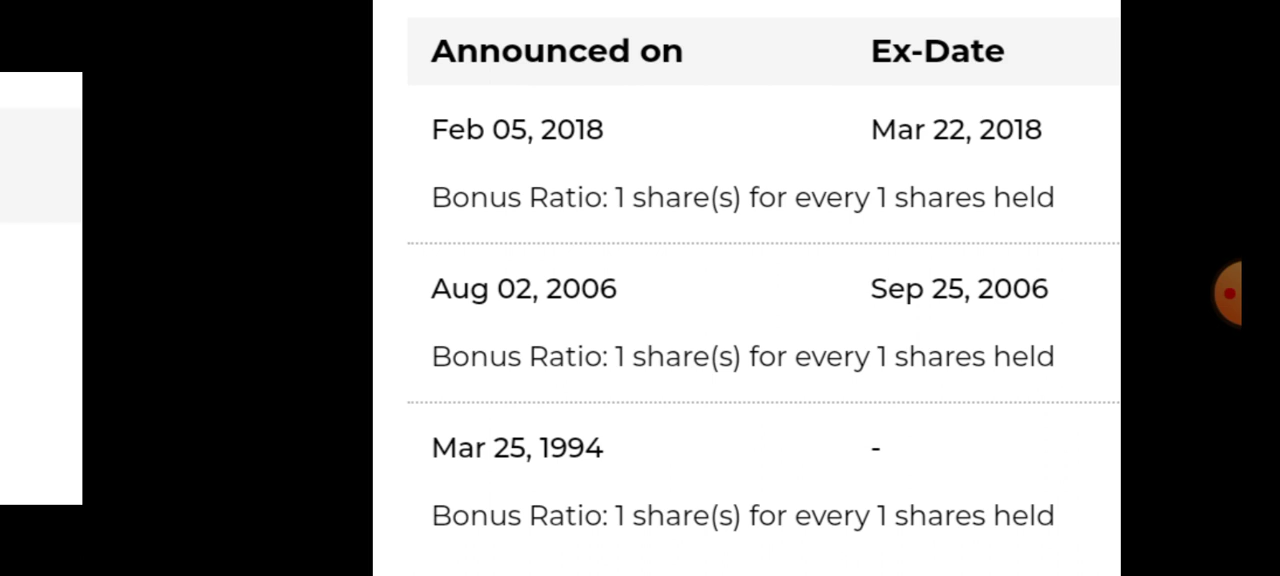 Announced on Ex-Date
Feb 05, 2018 Mar 22, 2018
Bonus Ratio: 1 share(s) for every 1 shares held
Aug 02, 2006 Sep 25, 2006
Bonus Ratio: 1 share(s) for every 1 shares held
Mar 25, 1994 -
Bonus Ratio: 1 share(s) for every 1 shares held